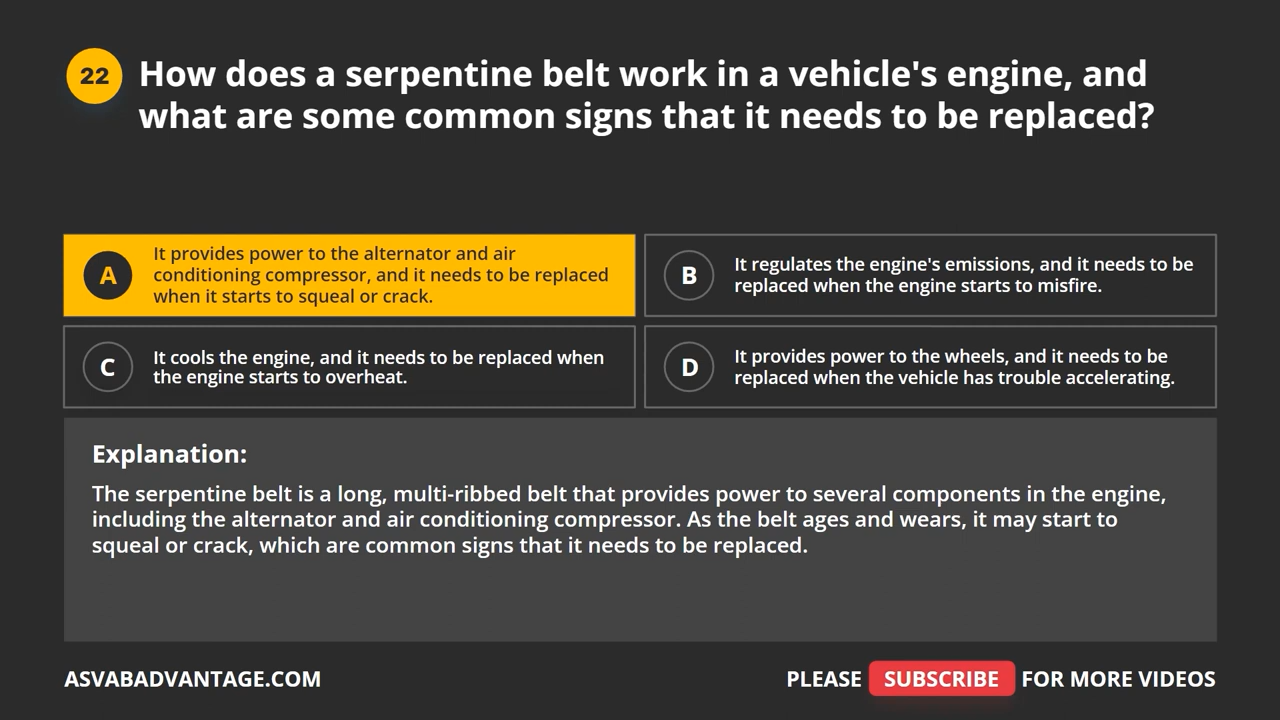 22
How does a serpentine belt work in a vehicle's engine, and
what are some common signs that it needs to be replaced?
A
It provides power to the alternator and air
conditioning compressor, and it needs to be replaced
when it starts to squeal or crack.
B
It regulates the engine's emissions, and it needs to be
replaced when the engine starts to misfire.
C
It cools the engine, and it needs to be replaced when
the engine starts to overheat.
D
It provides power to the wheels, and it needs to be
replaced when the vehicle has trouble accelerating.
Explanation:
The serpentine belt is a long, multi-ribbed belt that provides power to several components in the engine,
including the alternator and air conditioning compressor. As the belt ages and wears, it may start to
squeal or crack, which are common signs that it needs to be replaced.
ASVABADVANTAGE.COM
PLEASE SUBSCRIBE FOR MORE VIDEOS